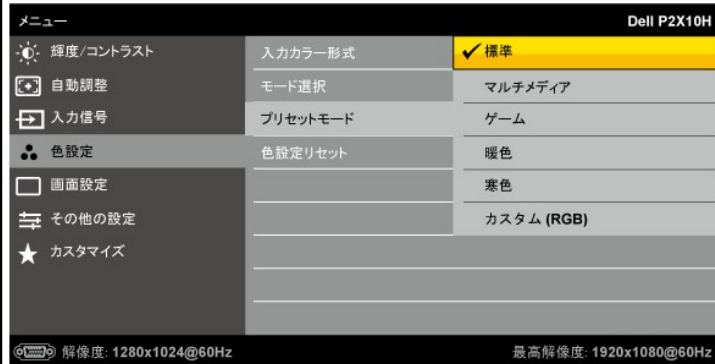 メニュー Dell P2X10H
輝度/コントラスト 入力カラー形式 標準
自動調整 モード選択 マルチメディア
入力信号 プリセットモード ゲーム
色設定 色設定リセット 暖色
画面設定 寒色
その他の設定 カスタム (RGB)
カスタマイズ
解像度: 1280x1024@60Hz 最高解像度: 1920x1080@60Hz